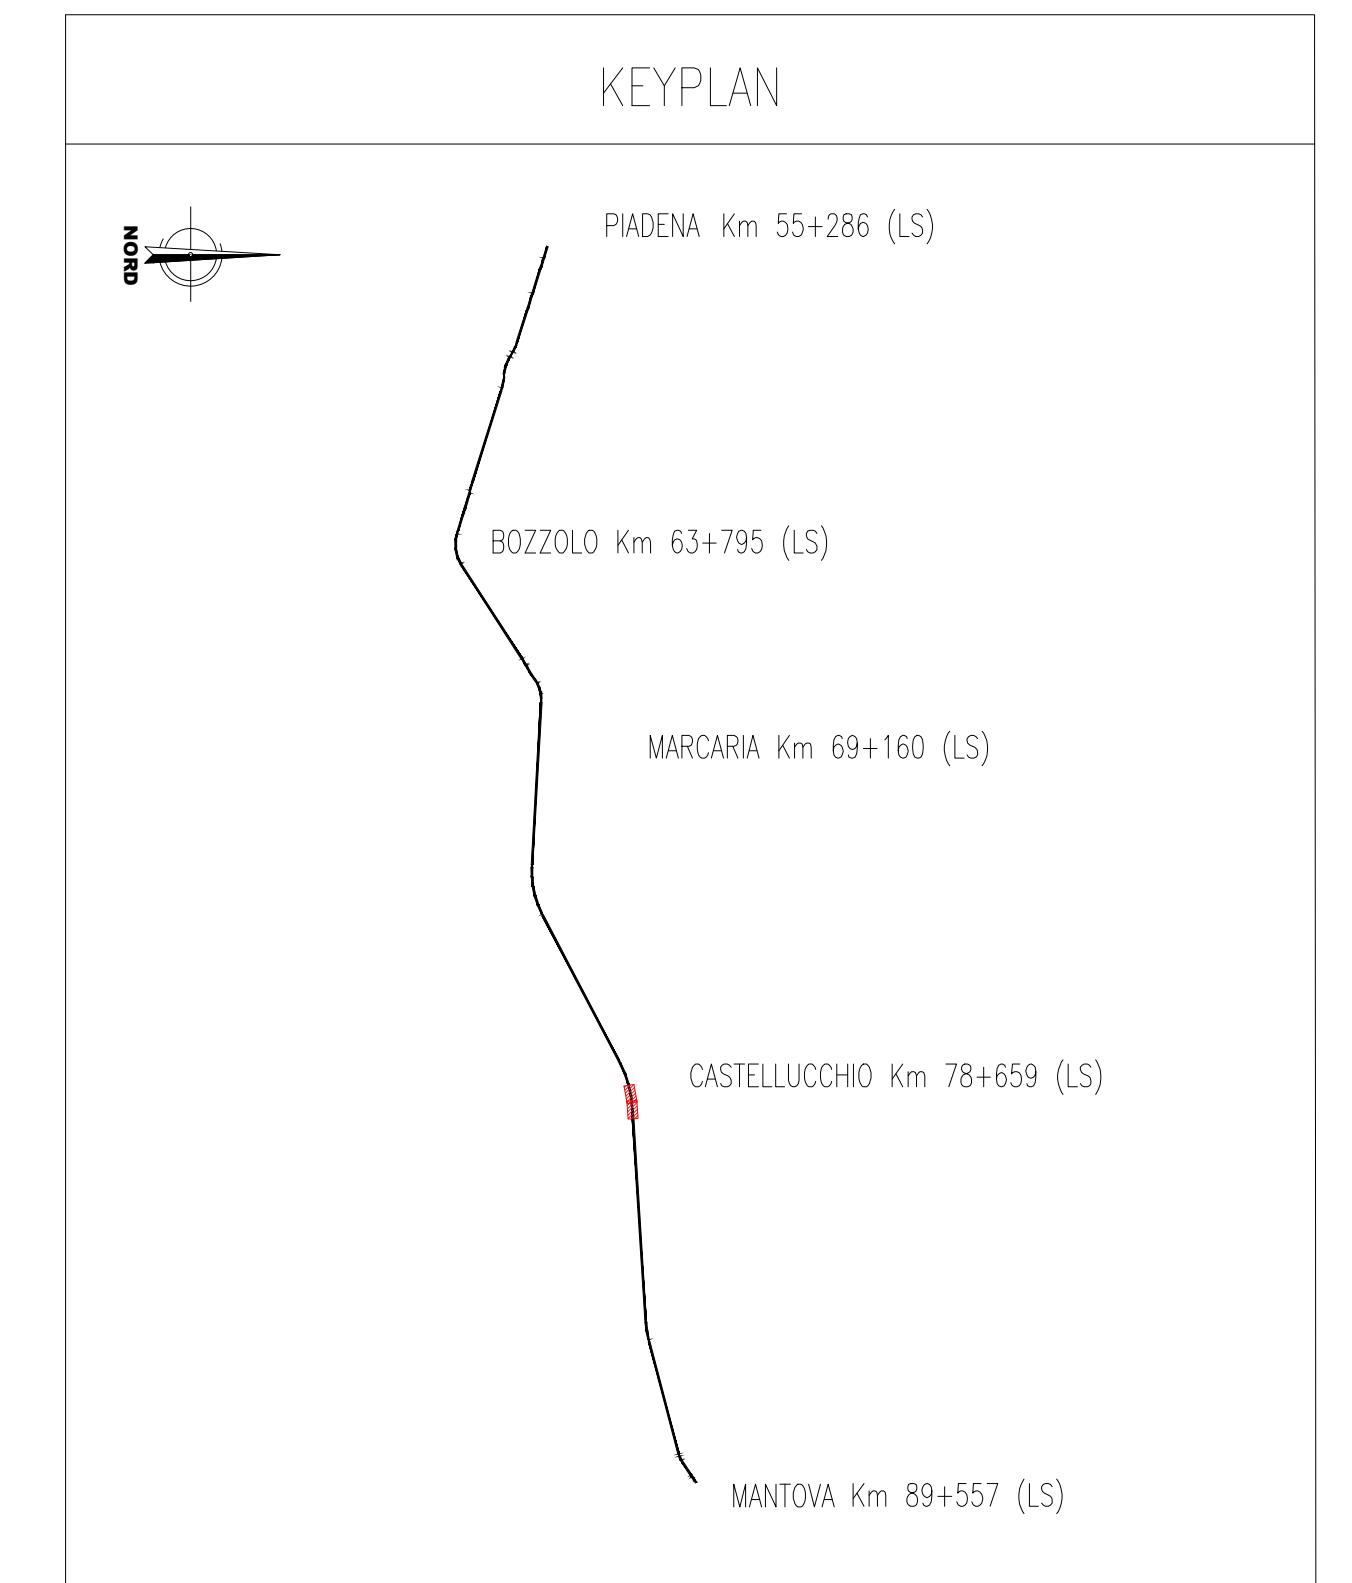 KEYPLAN
NORD
PIADENA Km 55+286 (LS)
BOZZOLO Km 63+795 (LS)
MARCARIA Km 69+160 (LS)
CASTELLUCCHIO Km 78+659 (LS)
MANTOVA Km 89+557 (LS)